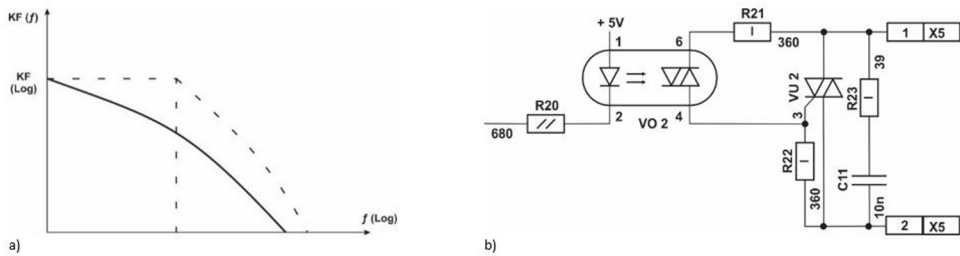 KF (ƒ)
KF
(Log)
ƒ (Log)
a)
+ 5V
1
6
R21
360
1 X5
39
R23
VU 2
R20
680
2
VO 2
4
3
R22
360
C11
10n
2 X5
b)